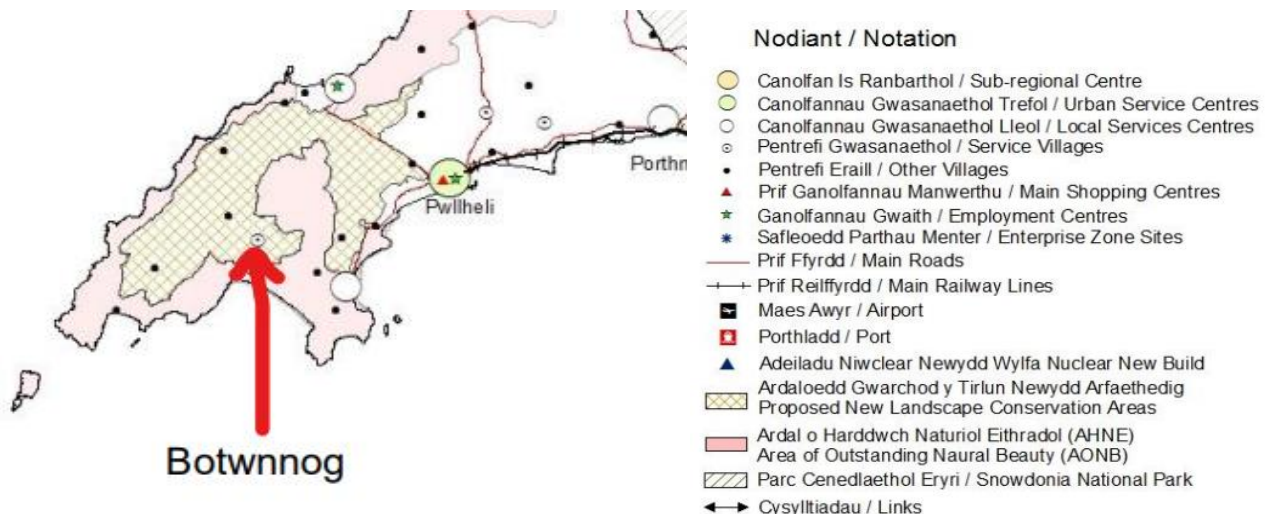 Pwllheli
Porthm
Botwnnog
Nodiant / Notation
Canolfan Is Ranbarthol / Sub-regional Centre
Canolfannau Gwasanaethol Trefol / Urban Service Centres
Canolfannau Gwasanaethol Lleol / Local Services Centres
Pentrefi Gwasanaethol / Service Villages
Pentrefi Eraill / Other Villages
Prif Ganolfannau Manwerthu / Main Shopping Centres
Ganolfannau Gwaith / Employment Centres
Safleoedd Parthau Menter / Enterprise Zone Sites
Prif Ffyrdd / Main Roads
Prif Reilffyrdd / Main Railway Lines
Maes Awyr / Airport
Porthladd / Port
Adeiladu Niwclear Newydd Wylfa Nuclear New Build
Ardaloedd Gwarchod y Tirlun Newydd Arfaethedig
Proposed New Landscape Conservation Areas
Ardal o Harddwch Naturiol Eithradol (AHNE)
Area of Outstanding Naural Beauty (AONB)
Parc Cenedlaethol Eryri / Snowdonia National Park
Cysylltiadau / Links